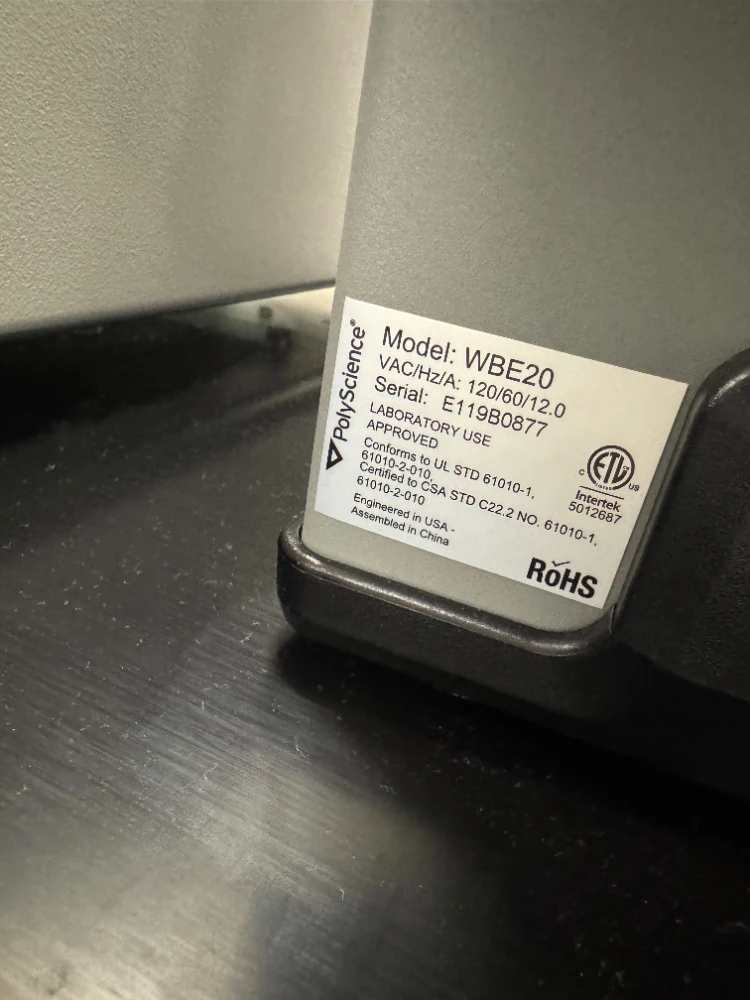 PolyScience®
Model: WBE20
VAC/Hz/A: 120/60/12.0
Serial: E119B0877
LABORATORY USE
APPROVED
Conforms to UL STD 61010-1,
61010-2-010,
Certified to CSA STD C22.2 NO. 61010-1,
61010-2-010
Engineered in USA -
Assembled in China
C ETL US
LISTED
Intertek
5012687
RoHS